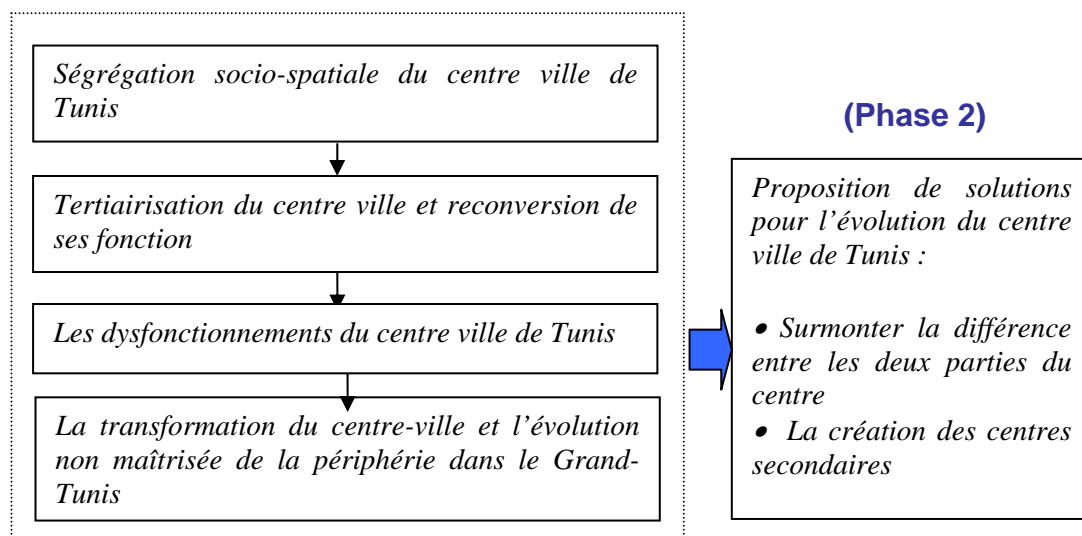 Ségrégation socio-spatiale du centre ville de
Tunis
Tertiairisation du centre ville et reconversion de
ses fonction
Les dysfonctionnements du centre ville de Tunis
La transformation du centre-ville et l’évolution
non maîtrisée de la périphérie dans le Grand-
Tunis
(Phase 2)
Proposition de solutions
pour l’évolution du centre
ville de Tunis :
● Surmonter la différence
entre les deux parties du
centre
● La création des centres
secondaires